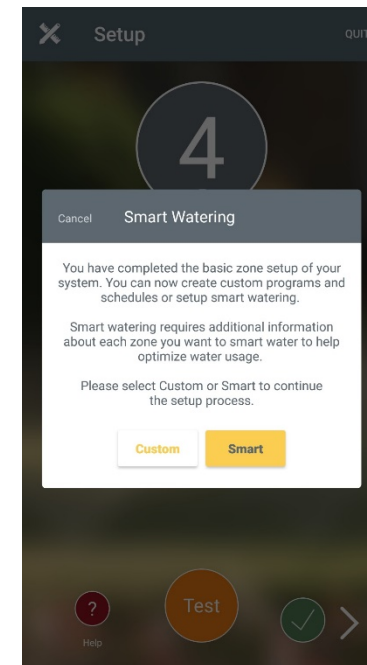 Setup
4
Cancel Smart Watering
You have completed the basic zone setup of your
system. You can now create custom programs and
schedules or setup smart watering.
Smart watering requires additional information
about each zone you want to smart water to help
optimize water usage.
Please select Custom or Smart to continue
the setup process.
Custom Smart
?
Test
Help